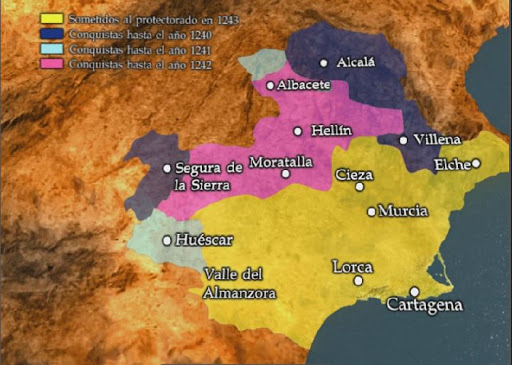 Sometidos al protectorado en 1243
Conquistas hasta el año 1240
Conquistas hasta el año 1241
Conquistas hasta el año 1242
Alcalá
Albacete
Hellín
Villena
Elche
Segura de
la Sierra
Moratalla
Cieza
Murcia
Huéscar
Valle del
Almanzora
Lorca
Cartagena